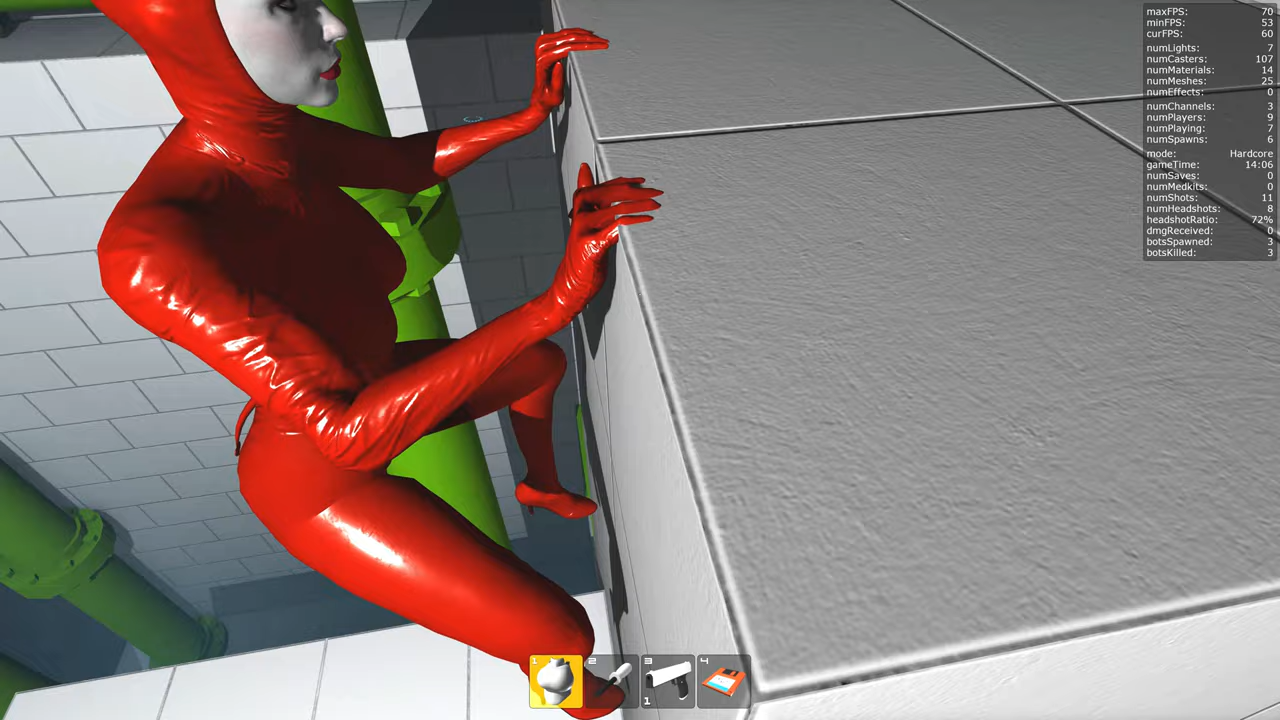 maxFPS: 70
minFPS: 53
curFPS: 60
numLights: 7
numCasters: 107
numMaterials: 14
numMeshes: 25
numEffects: 0
numChannels: 3
numPlayers: 9
numPlaying: 7
numSpawns: 6
mode: Hardcore
gameTime: 14:06
numSaves: 0
numMedkits: 0
numShots: 11
numHeadshots: 8
headshotRatio: 72%
dmgReceived: 0
botsSpawned: 3
botsKilled: 3
1 2 3 4
1